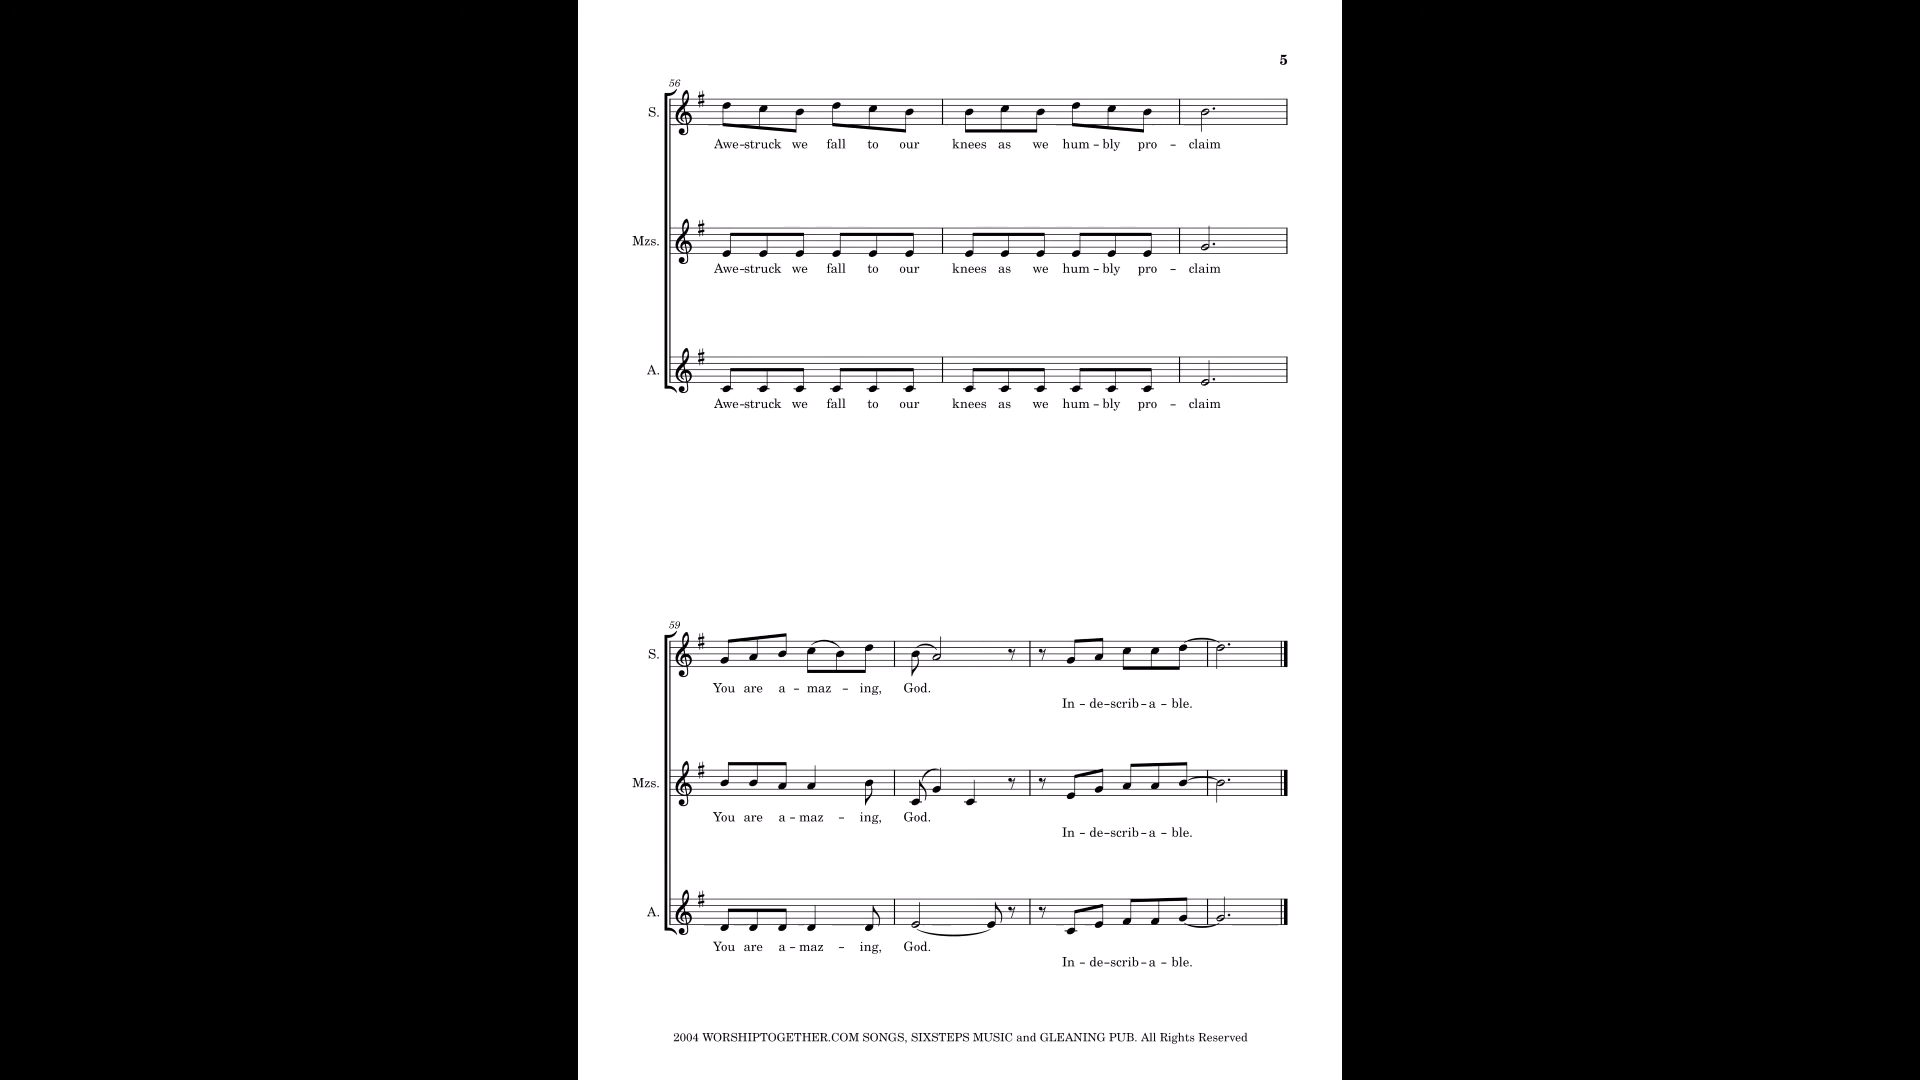 5
56
S.
Awe-struck we fall to our knees as we hum - bly pro - claim
Mzs.
Awe-struck we fall to our knees as we hum - bly pro - claim
A.
Awe-struck we fall to our knees as we hum - bly pro - claim
59
S.
You are a - maz - ing, God.
In - de-scrib-a - ble.
Mzs.
You are a - maz - ing, God.
In - de-scrib-a - ble.
A.
You are a - maz - ing, God.
In - de-scrib-a - ble.
2004 WORSHIPTOGETHER.COM SONGS, SIXSTEPS MUSIC and GLEANING PUB. All Rights Reserved